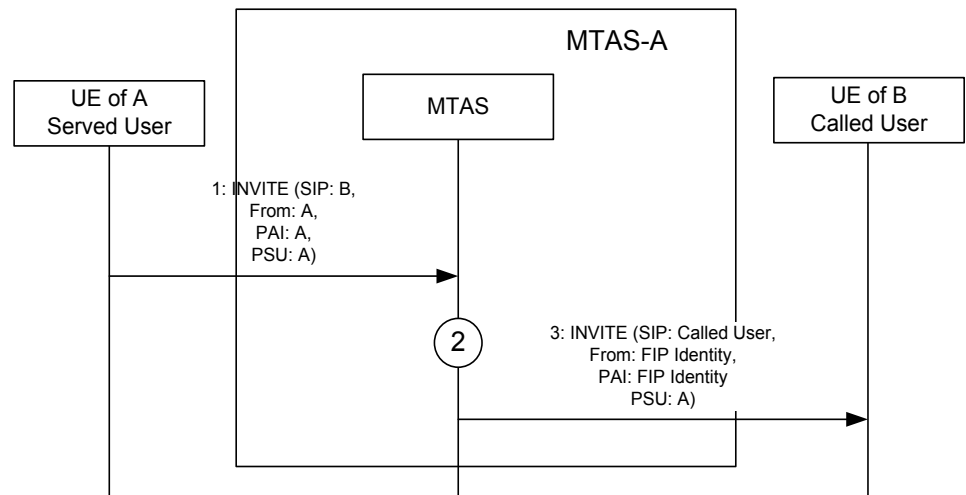 MTAS-A
UE of A
Served User
MTAS
UE of B
Called User
1: INVITE (SIP: B,
From: A,
PAI: A,
PSU: A)
2
3: INVITE (SIP: Called User,
From: FIP Identity,
PAI: FIP Identity
PSU: A)